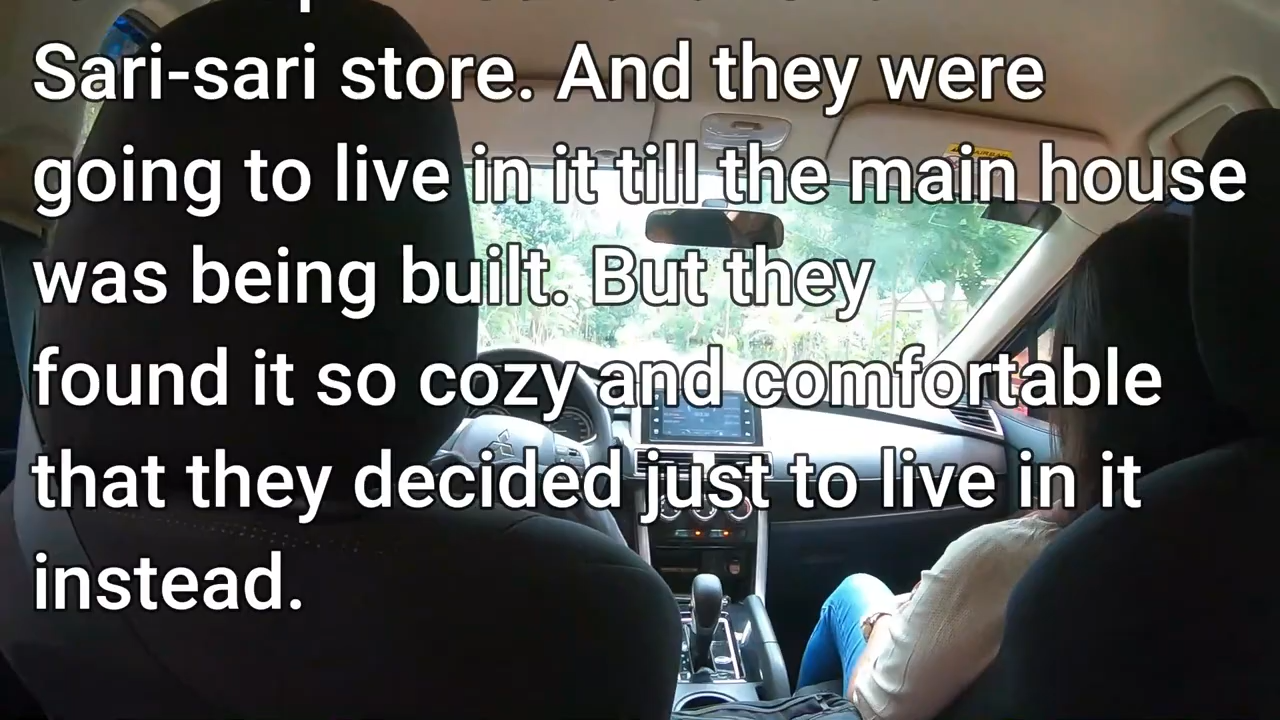 Sari-sari store. And they were
going to live in it till the main house
was being built. But they
found it so cozy and comfortable
that they decided just to live in it
instead.